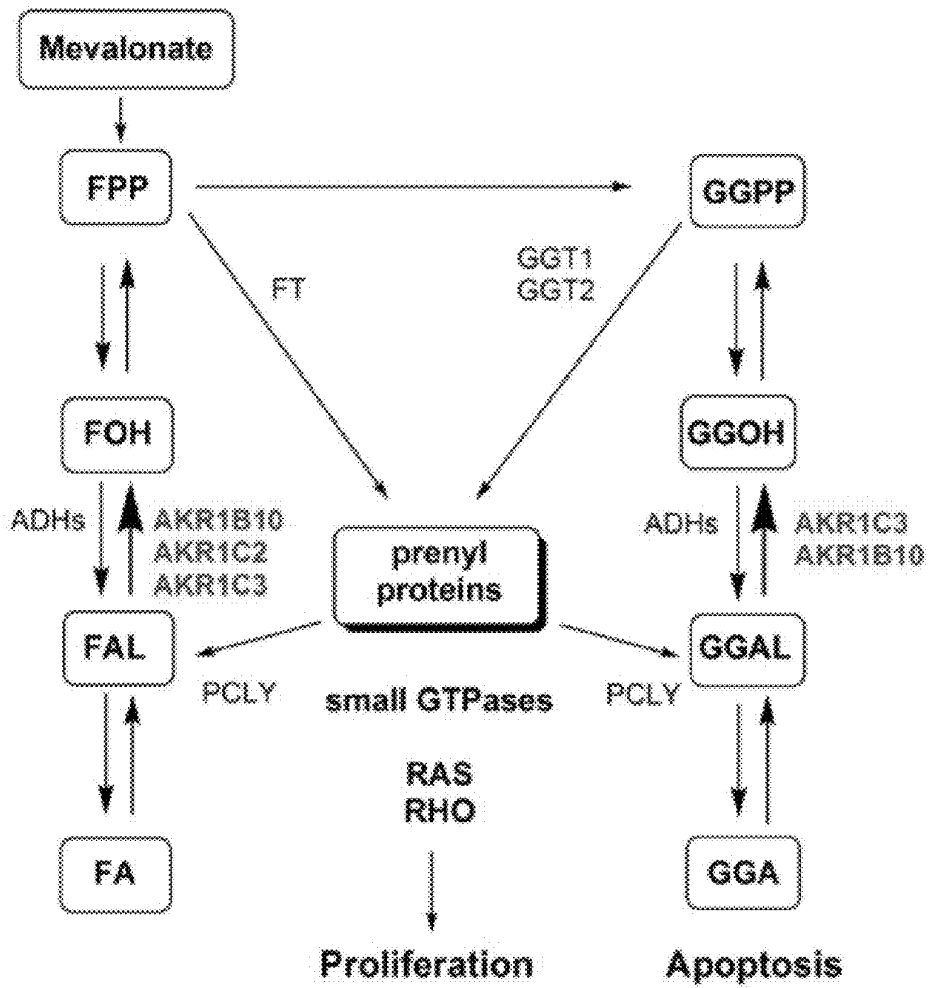 Mevalonate
FPP
GGPP
FT
GGT1
GGT2
FOH
GGOH
ADHs
AKR1B10
AKR1C2
AKR1C3
prenyl
proteins
ADHs
AKR1C3
AKR1B10
FAL
GGAL
PCLY
small GTPases
PCLY
RAS
RHO
FA
GGA
Proliferation
Apoptosis